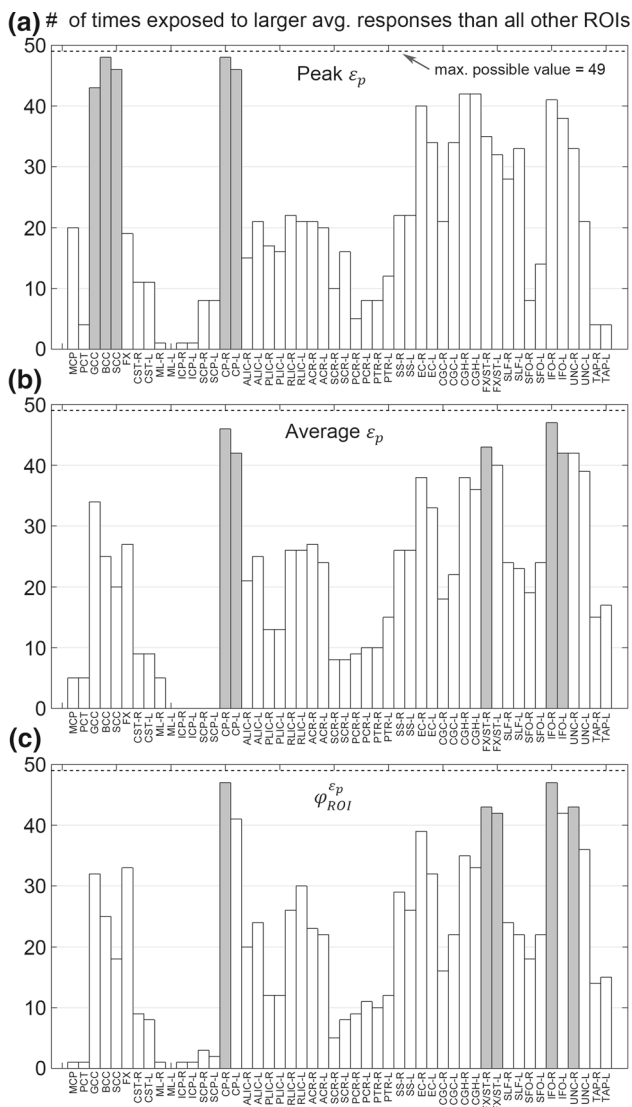 (a) # of times exposed to larger avg. responses than all other ROIs
50
max. possible value = 49
Peak εp
40
30
20
10
0
MCP PCT GCC BCC SCC FX CST-R CST-L ML-R ML-L ICP-R ICP-L SCP-R SCP-L CP-R CP-L ALIC-R ALIC-L PLIC-R PLIC-L RLIC-R RLIC-L ACR-R ACR-L SCR-R SCR-L PCR-R PCR-L PTR-R PTR-L SS-R SS-L EC-R EC-L CGC-R CGC-L CGH-R CGH-L FX/ST-R FX/ST-L SLF-R SLF-L SFO-R SFO-L IFO-R IFO-L UNC-R UNC-L TAP-R TAP-L
(b)
50
Average εp
40
30
20
10
0
MCP PCT GCC BCC SCC FX CST-R CST-L ML-R ML-L ICP-R ICP-L SCP-R SCP-L CP-R CP-L ALIC-R ALIC-L PLIC-R PLIC-L RLIC-R RLIC-L ACR-R ACR-L SCR-R SCR-L PCR-R PCR-L PTR-R PTR-L SS-R SS-L EC-R EC-L CGC-R CGC-L CGH-R CGH-L FX/ST-R FX/ST-L SLF-R SLF-L SFO-R SFO-L IFO-R IFO-L UNC-R UNC-L TAP-R TAP-L
(c)
50
φROI^εp
40
30
20
10
0
MCP PCT GCC BCC SCC FX CST-R CST-L ML-R ML-L ICP-R ICP-L SCP-R SCP-L CP-R CP-L ALIC-R ALIC-L PLIC-R PLIC-L RLIC-R RLIC-L ACR-R ACR-L SCR-R SCR-L PCR-R PCR-L PTR-R PTR-L SS-R SS-L EC-R EC-L CGC-R CGC-L CGH-R CGH-L FX/ST-R FX/ST-L SLF-R SLF-L SFO-R SFO-L IFO-R IFO-L UNC-R UNC-L TAP-R TAP-L